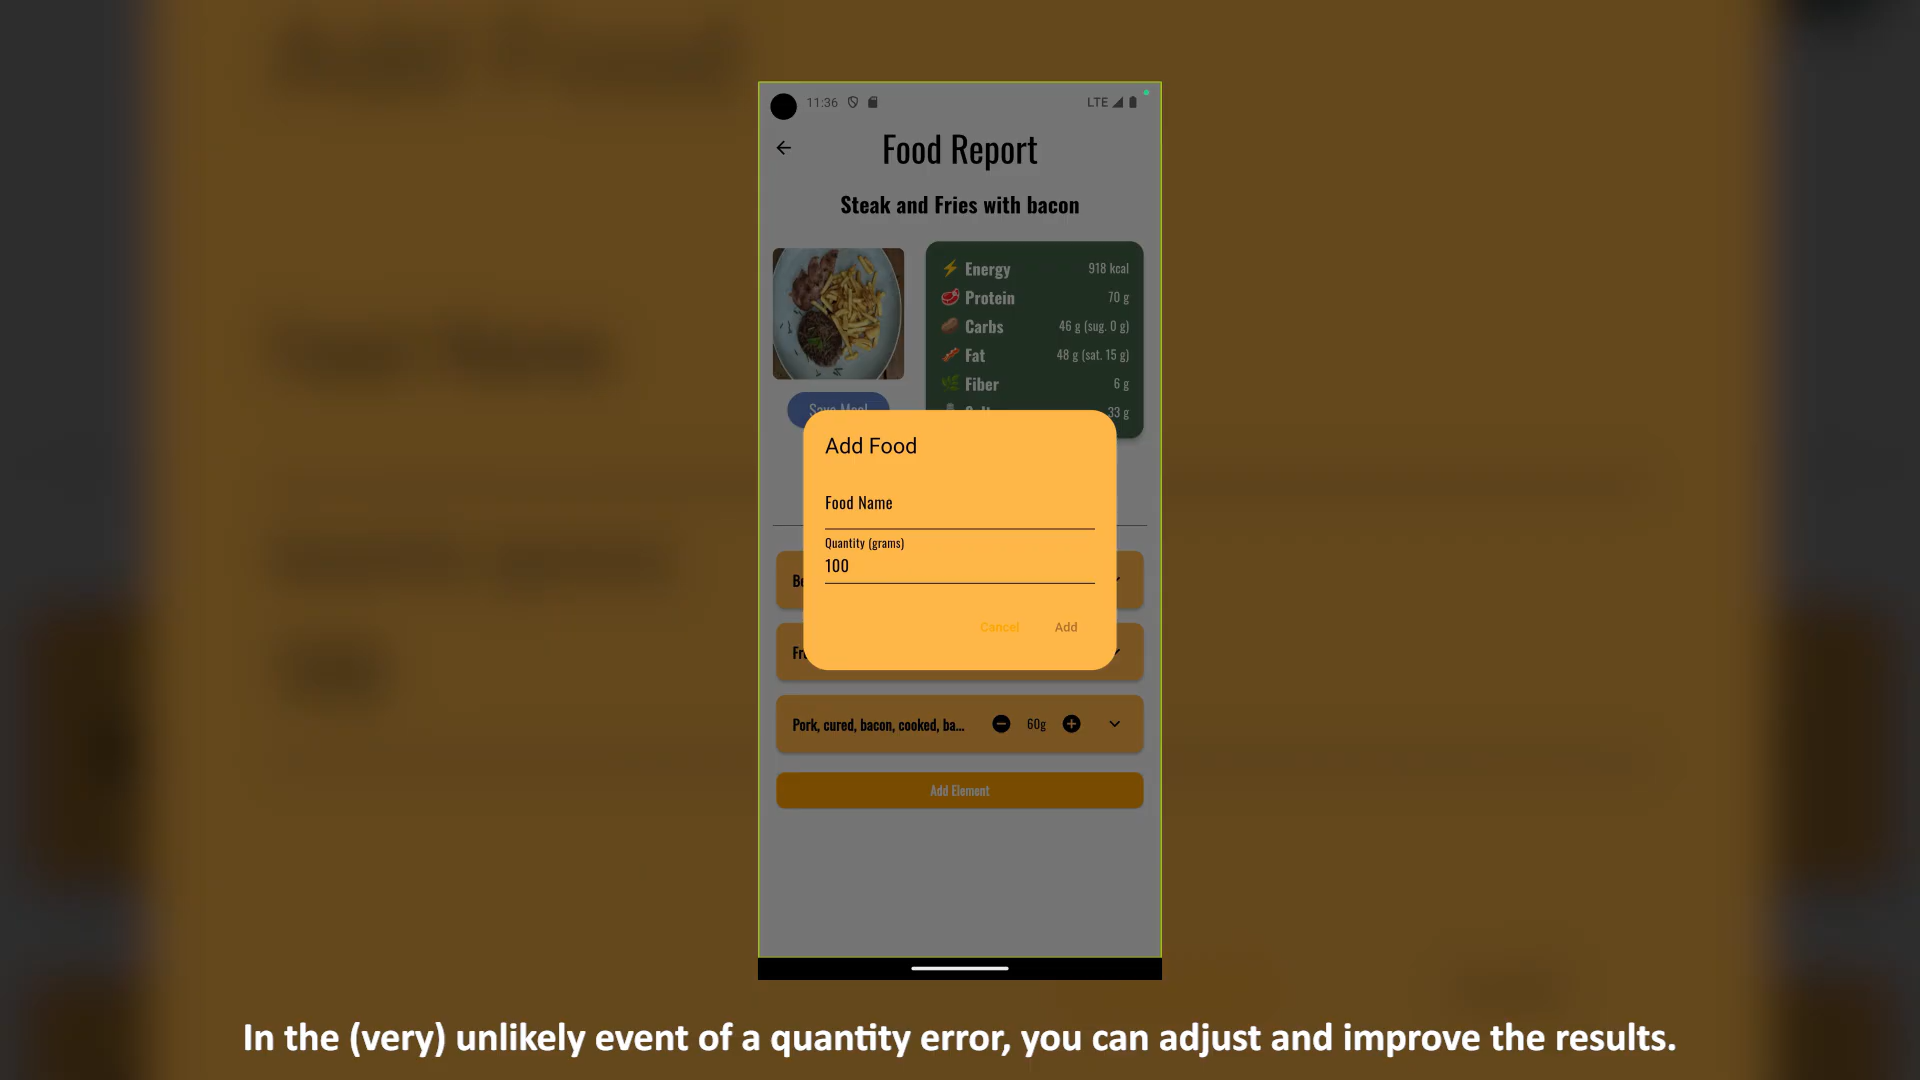 11:36
LTE
Food Report
Steak and Fries with bacon
Energy 918 kcal
Protein 70 g
Carbs 46 g (sug. 0 g)
Fat 48 g (sat. 15 g)
Fiber 6 g
33 g
Save Meal
Add Food
Food Name
Quantity (grams)
100
Cancel Add
Pork, cured, bacon, cooked, ba... 60g
Add Element
In the (very) unlikely event of a quantity error, you can adjust and improve the results.